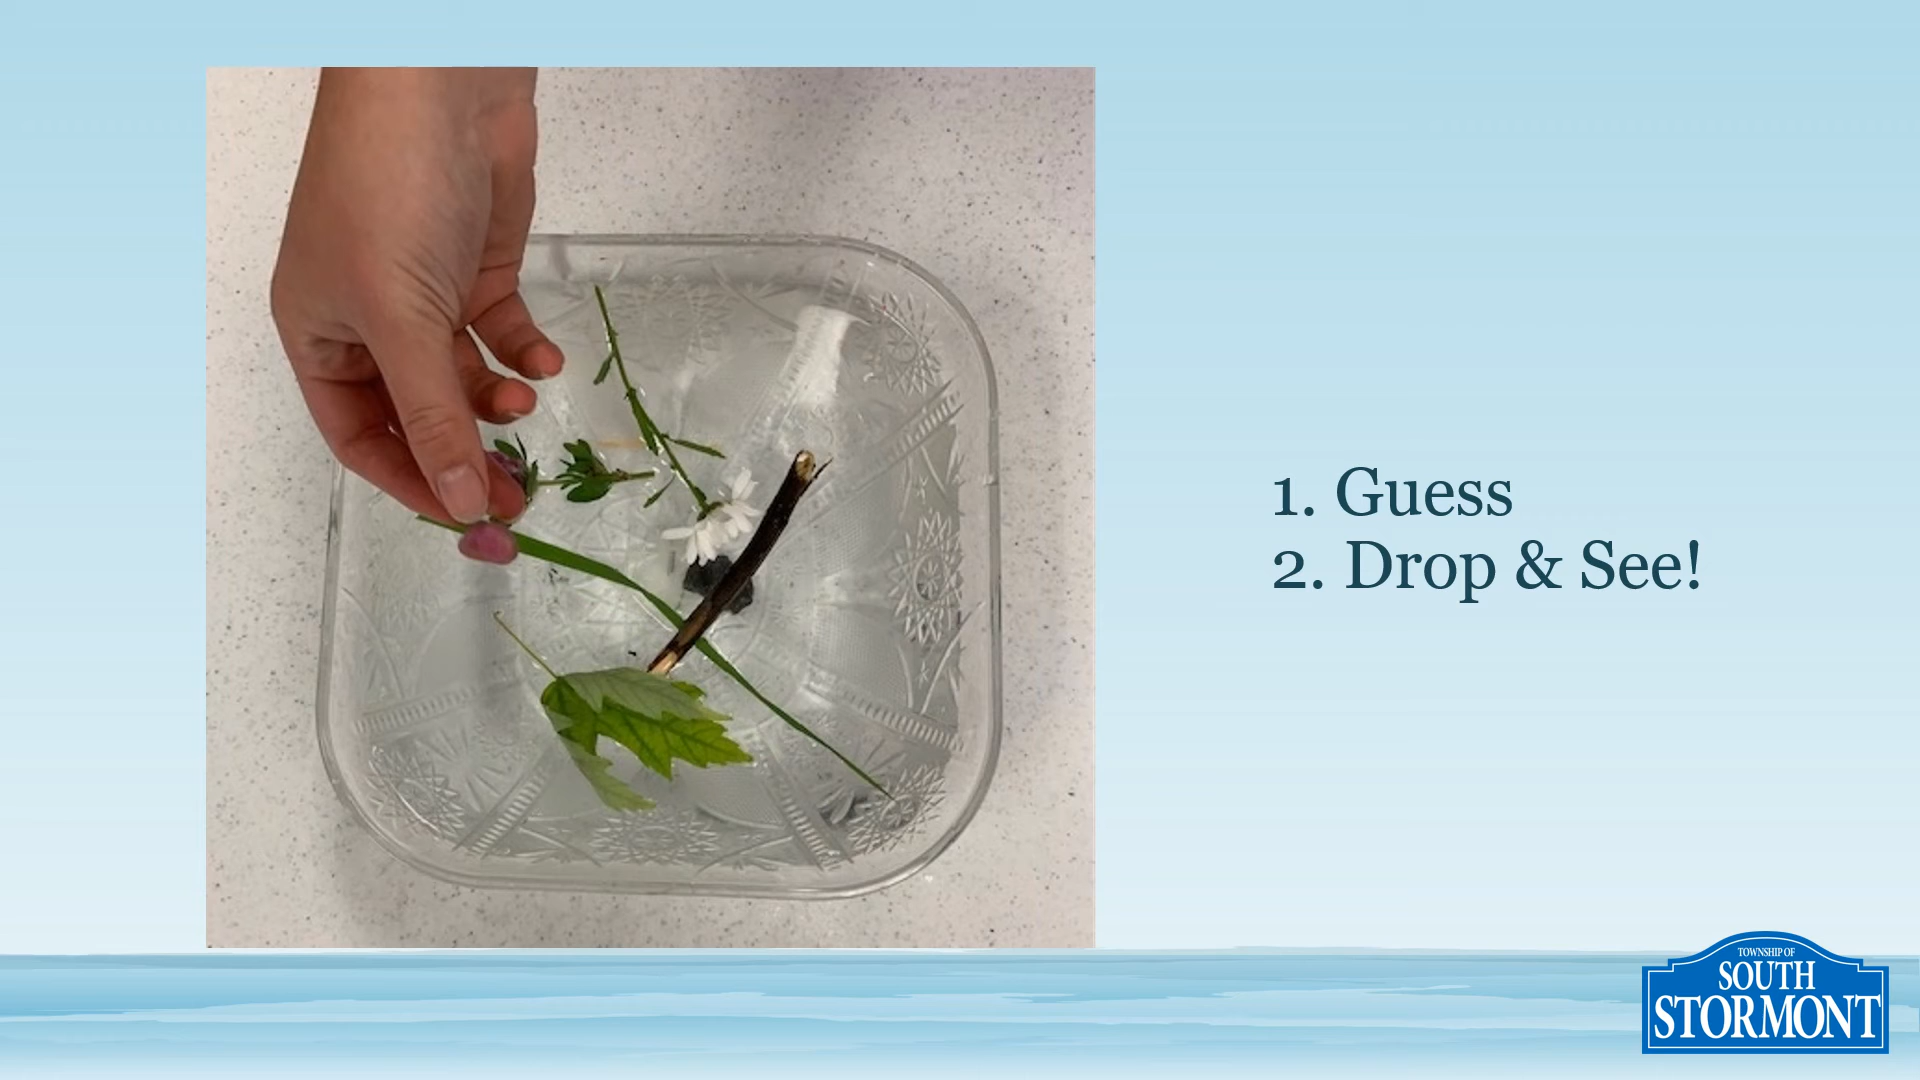 1. Guess
2. Drop & See!
TOWNSHIP OF
SOUTH
STORMONT